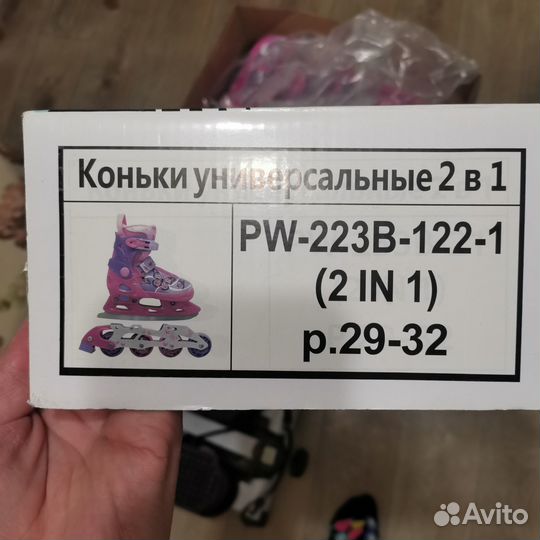 Коньки универсальные 2 в 1
PW-223B-122-1
(2 IN 1)
р.29-32
Avito